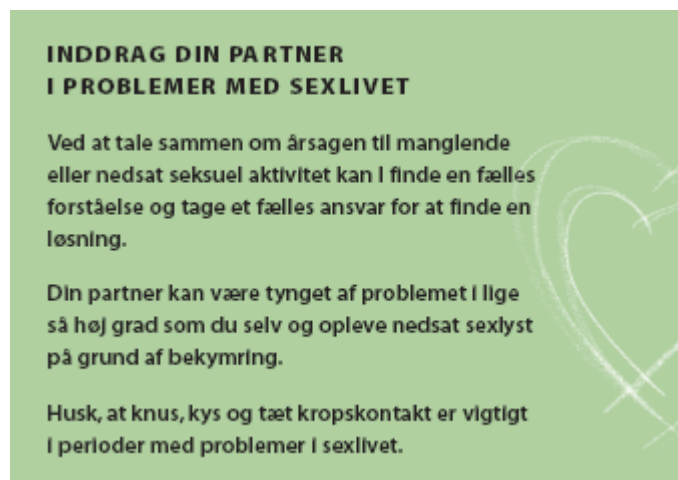 INDDRAG DIN PARTNER
I PROBLEMER MED SEXLIVET
Ved at tale sammen om årsagen til manglende
eller nedsat seksuel aktivitet kan I finde en fælles
forståelse og tage et fælles ansvar for at finde en
løsning.
Din partner kan være tynget af problemet i lige
så høj grad som du selv og opleve nedsat sexlyst
på grund af bekymring.
Husk, at knus, kys og tæt kropskontakt er vigtigt
i perioder med problemer i sexlivet.